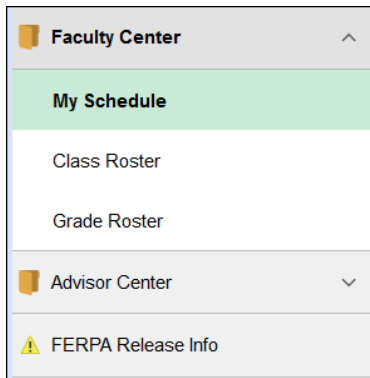 Faculty Center
My Schedule
Class Roster
Grade Roster
Advisor Center
FERPA Release Info